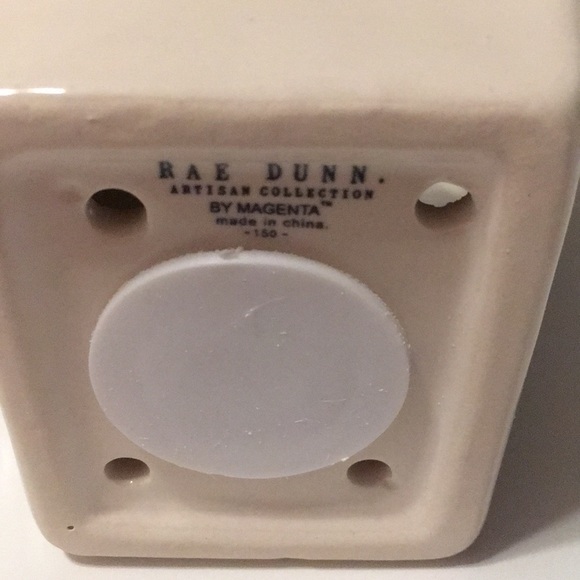 RAE DUNN.
ARTISAN COLLECTION
BY MAGENTA™
made in china.
- 150 -